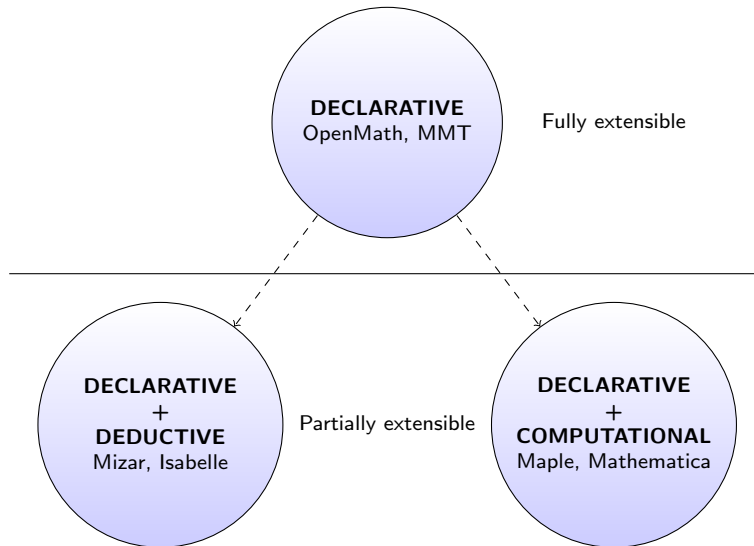 DECLARATIVE
OpenMath, MMT
Fully extensible
DECLARATIVE
+
DEDUCTIVE
Mizar, Isabelle
Partially extensible
DECLARATIVE
+
COMPUTATIONAL
Maple, Mathematica